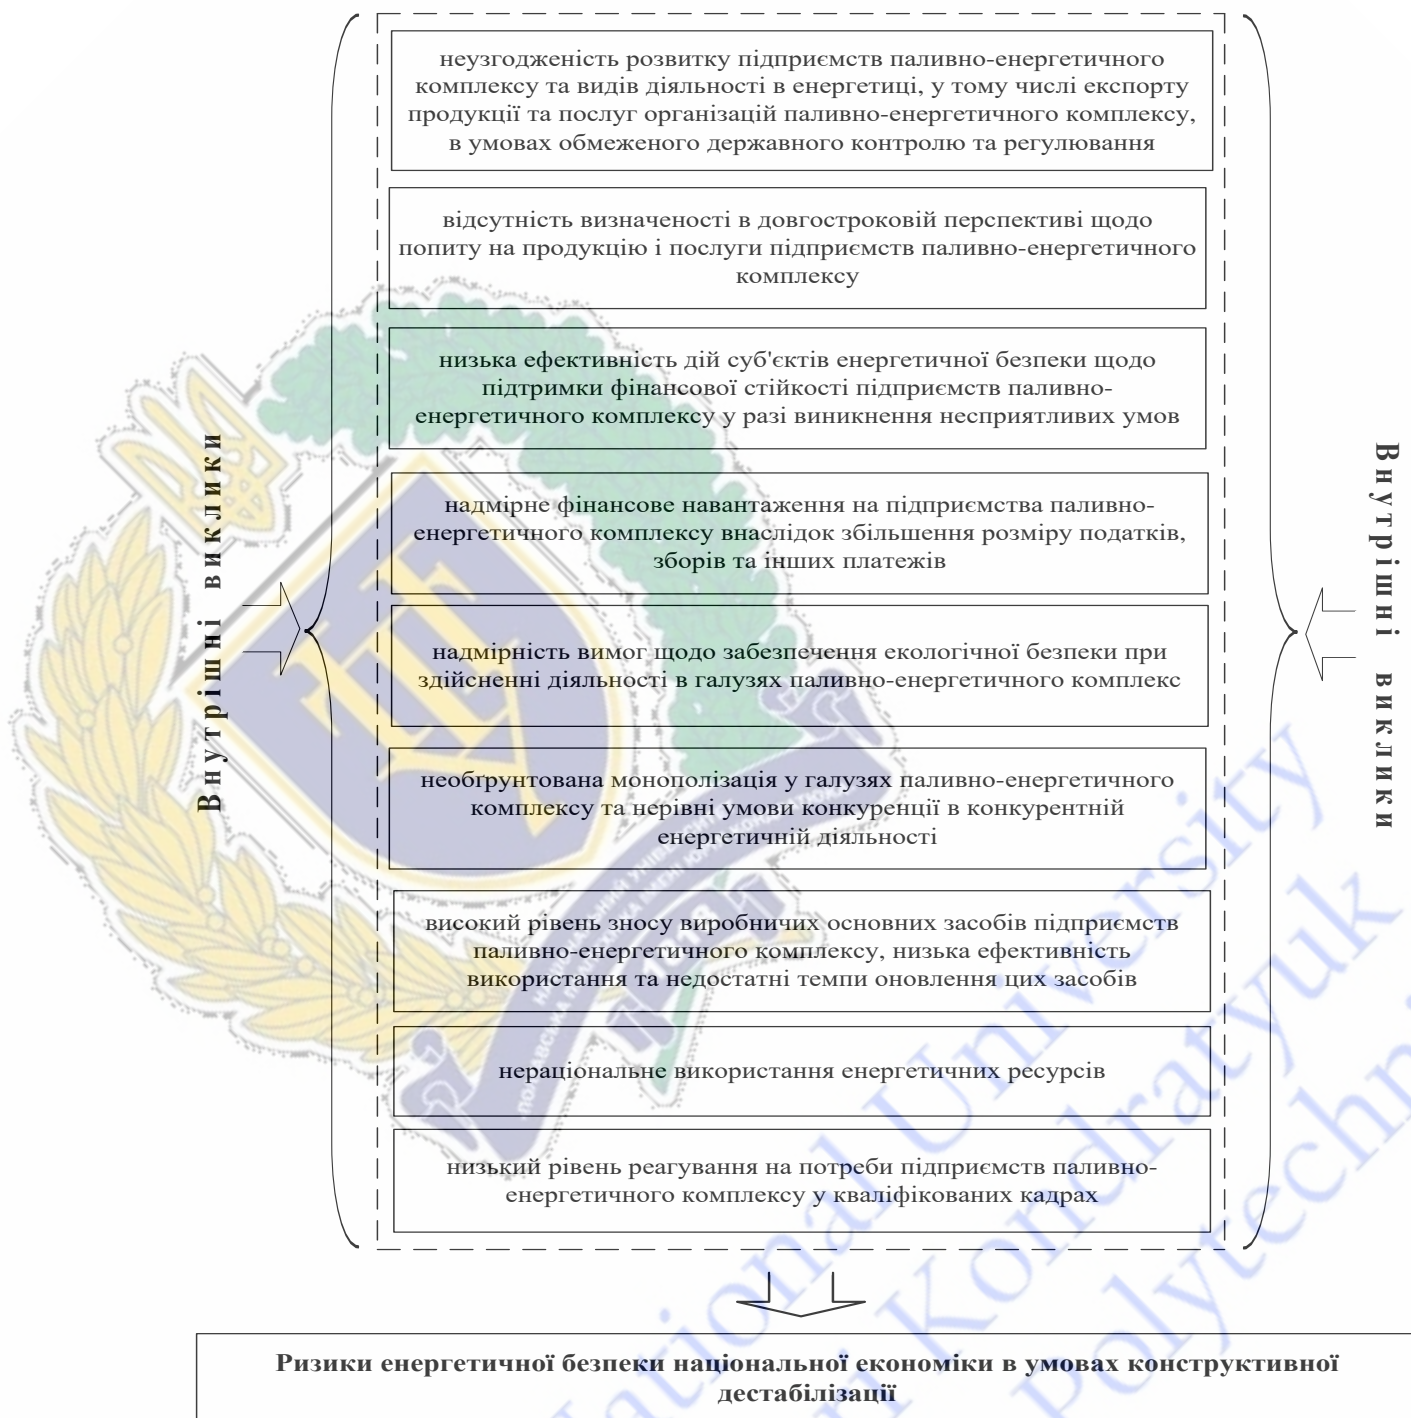 неузгодженість розвитку підприємств паливно-енергетичного
комплексу та видів діяльності в енергетиці, у тому числі експорту
продукції та послуг організацій паливно-енергетичного комплексу,
в умовах обмеженого державного контролю та регулювання
відсутність визначеності в довгостроковій перспективі щодо
попиту на продукцію і послуги підприємств паливно-енергетичного
комплексу
низька ефективність дій суб'єктів енергетичної безпеки щодо
підтримки фінансової стійкості підприємств паливно-
енергетичного комплексу у разі виникнення несприятливих умов
надмірне фінансове навантаження на підприємства паливно-
енергетичного комплексу внаслідок збільшення розміру податків,
зборів та інших платежів
надмірність вимог щодо забезпечення екологічної безпеки при
здійсненні діяльності в галузях паливно-енергетичного комплекс
необґрунтована монополізація у галузях паливно-енергетичного
комплексу та нерівні умови конкуренції в конкурентній
енергетичній діяльності
високий рівень зносу виробничих основних засобів підприємств
паливно-енергетичного комплексу, низька ефективність
використання та недостатні темпи оновлення цих засобів
нераціональне використання енергетичних ресурсів
низький рівень реагування на потреби підприємств паливно-
енергетичного комплексу у кваліфікованих кадрах
Внутрішні виклики
Внутрішні виклики
Ризики енергетичної безпеки національної економіки в умовах конструктивної
дестабілізації
National University
Kondratyuk